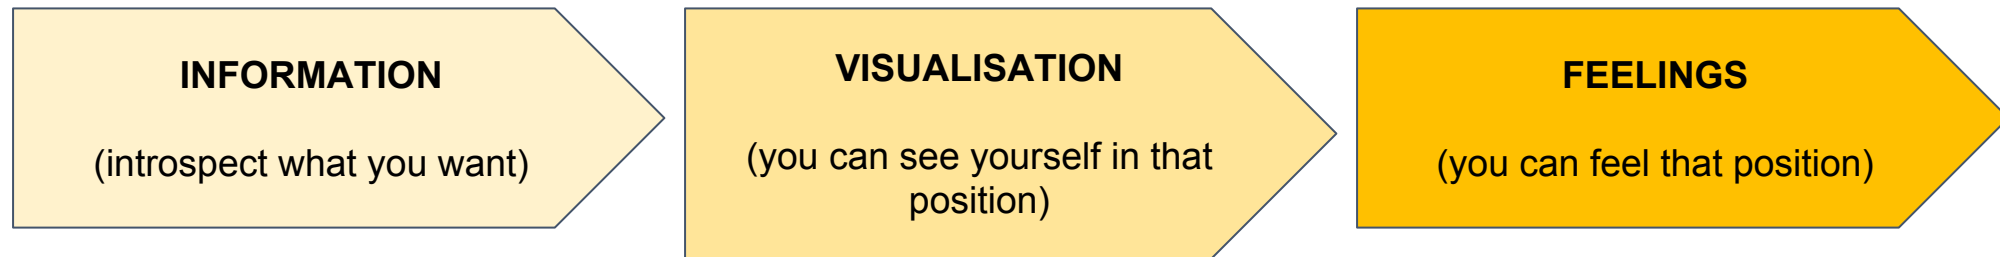 INFORMATION
(introspect what you want)
VISUALISATION
(you can see yourself in that
position)
FEELINGS
(you can feel that position)